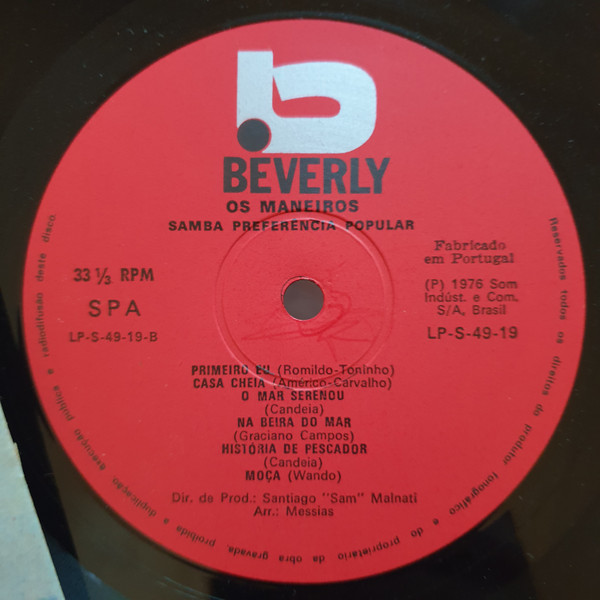 b
BEVERLY
OS MANEIROS
SAMBA PREFERÊNCIA POPULAR
33 ⅓ RPM
SPA
LP-S-49-19-B
Fabricado
em Portugal
(P) 1976 Som
Indúst. e Com.
S/A, Brasil
LP-S-49-19
PRIMEIRO EU (Romildo-Toninho)
CASA CHEIA (Américo-Carvalho)
O MAR SERENOU
(Candeia)
NA BEIRA DO MAR
(Graciano Campos)
HISTÓRIA DE PESCADOR
(Candeia)
MOÇA (Wando)
Dir. de Prod.: Santiago "Sam" Malnati
Arr.: Messias
Reservados todos os direitos do produtor fonográfico e do proprietario da obra gravada, proibida a duplicação, execução pública e radiodifusão deste disco